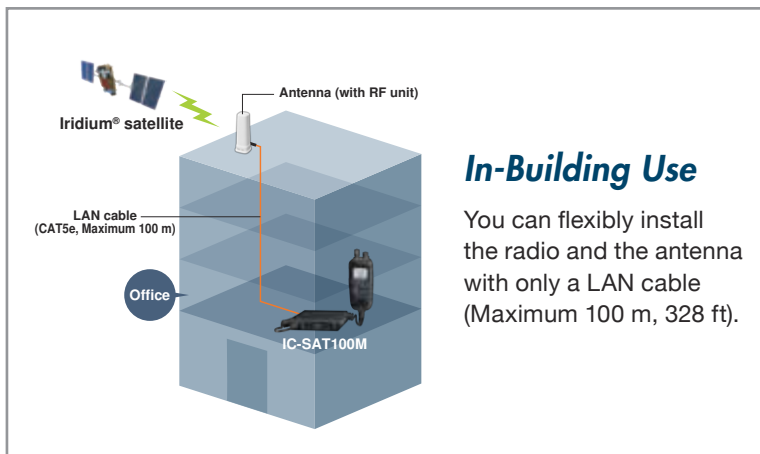 Antenna (with RF unit)
Iridium® satellite
LAN cable
(CAT5e, Maximum 100 m)
Office
IC-SAT100M
In-Building Use
You can flexibly install
the radio and the antenna
with only a LAN cable
(Maximum 100 m, 328 ft).